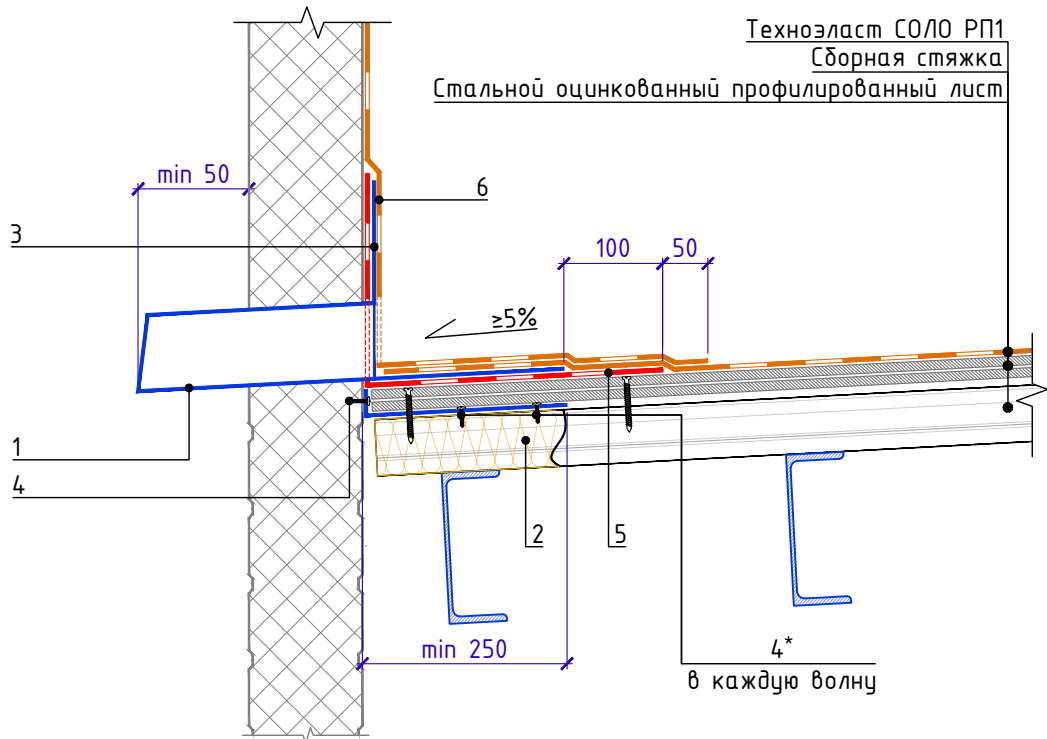 Техноэласт СОЛО РП1
Сборная стяжка
Стальной оцинкованный профилированный лист
min 50
6
3
100
50
≥5%
1
4
2
5
min 250
4*
в каждую волну